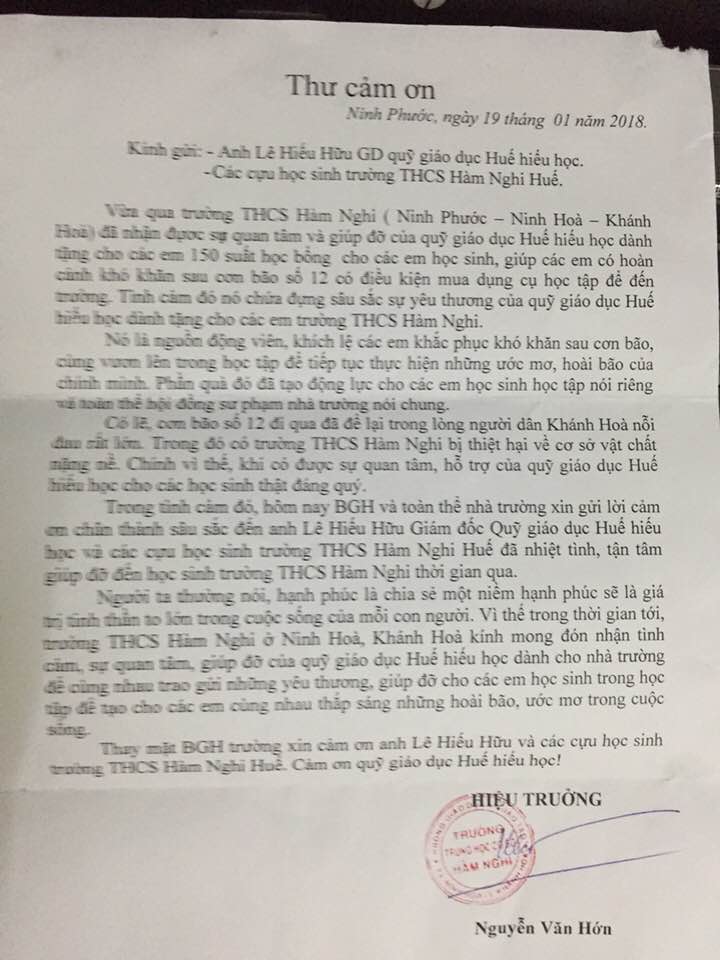 Thư cảm ơn
Ninh Phước, ngày 19 tháng 01 năm 2018.
Kính gửi: - Anh Lê Hiếu Hữu GD quỹ giáo dục Huế hiếu học.
-Các cựu học sinh trường THCS Hàm Nghi Huế.
Vừa qua trường THCS Hàm Nghi ( Ninh Phước – Ninh Hoà – Khánh
Hoà) đã nhận được sự quan tâm và giúp đỡ của quỹ giáo dục Huế hiếu học dành
tặng cho các em 150 suất học bổng cho các em học sinh, giúp các em có hoàn
cảnh khó khăn sau cơn bão số 12 có điều kiện mua dụng cụ học tập để đến
trường. Tình cảm đó nó chứa đựng sâu sắc sự yêu thương của quỹ giáo dục Huế
hiếu học dành tặng cho các em trường THCS Hàm Nghi.
Nó là nguồn động viên, khích lệ các em khắc phục khó khăn sau cơn bão,
cùng vươn lên trong học tập để tiếp tục thực hiện những ước mơ, hoài bão của
chính mình. Phần quà đó đã tạo động lực cho các em học sinh học tập nói riêng
và toàn thể hội đồng sư phạm nhà trường nói chung.
Có lẽ, cơn bão số 12 đi qua đã để lại trong lòng người dân Khánh Hoà nỗi
đau rất lớn. Trong đó có trường THCS Hàm Nghi bị thiệt hại về cơ sở vật chất
nặng nề. Chính vì thế, khi có được sự quan tâm, hỗ trợ của quỹ giáo dục Huế
hiếu học cho các học sinh thật đáng quý.
Trong tình cảm đó, hôm nay BGH và toàn thể nhà trường xin gửi lời cảm
ơn chân thành sâu sắc đến anh Lê Hiếu Hữu Giám đốc Quỹ giáo dục Huế hiếu
học và các cựu học sinh trường THCS Hàm Nghi Huế đã nhiệt tình, tận tâm
giúp đỡ đến học sinh trường THCS Hàm Nghi thời gian qua.
Người ta thường nói, hạnh phúc là chia sẻ một niềm hạnh phúc sẽ là giá
trị tinh thần to lớn trong cuộc sống của mỗi con người. Vì thế trong thời gian tới,
trường THCS Hàm Nghi ở Ninh Hoà, Khánh Hoà kính mong đón nhận tình
cảm, sự quan tâm, giúp đỡ của quỹ giáo dục Huế hiếu học dành cho nhà trường
để cùng nhau trao gửi những yêu thương, giúp đỡ cho các em học sinh trong học
tập để tạo cho các em cùng nhau thắp sáng những hoài bão, ước mơ trong cuộc
sống.
Thay mặt BGH trường xin cảm ơn anh Lê Hiếu Hữu và các cựu học sinh
trường THCS Hàm Nghi Huế. Cảm ơn quỹ giáo dục Huế hiếu học!
HIỆU TRƯỞNG
TRƯỜNG
TRUNG HỌC
HÀM NGHI
Nguyễn Văn Hớn